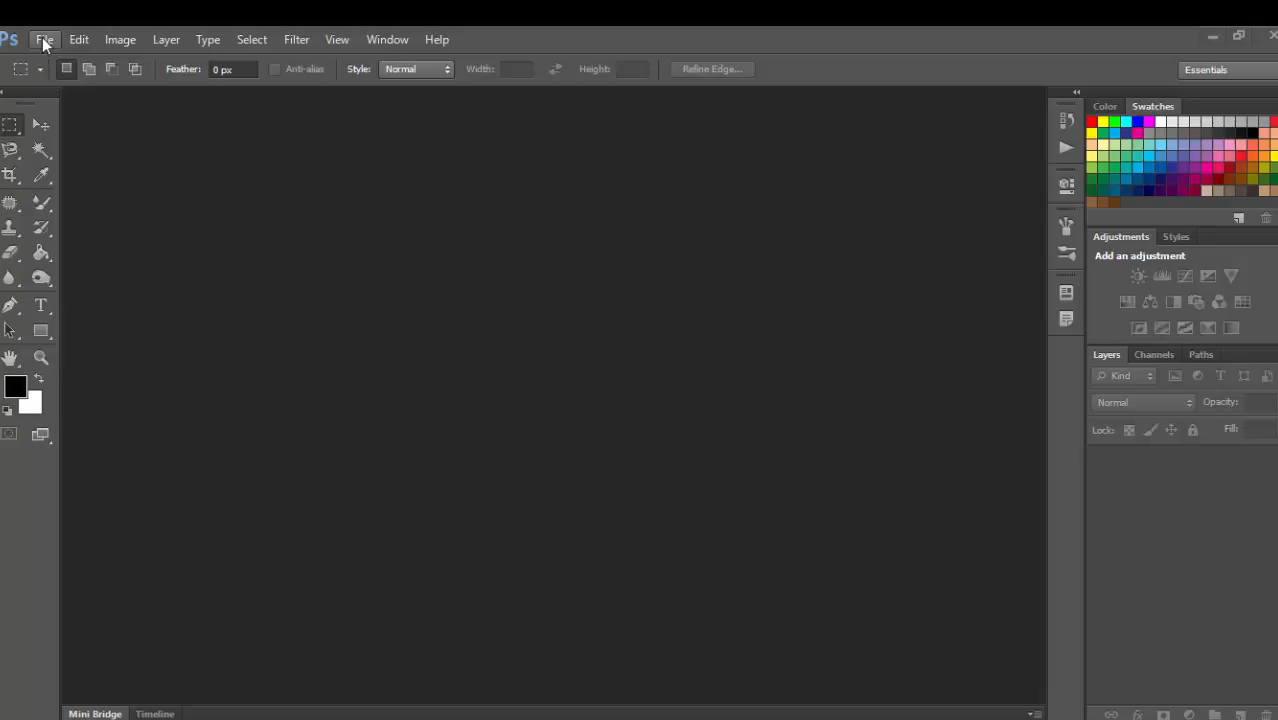 Ps File Edit Image Layer Type Select Filter View Window Help
Feather: 0 px Anti-alias Style: Normal Width: Height: Refine Edge... Essentials
Color Swatches
Adjustments Styles
Add an adjustment
Layers Channels Paths
Kind
Normal Opacity:
Lock: Fill:
Mini Bridge Timeline